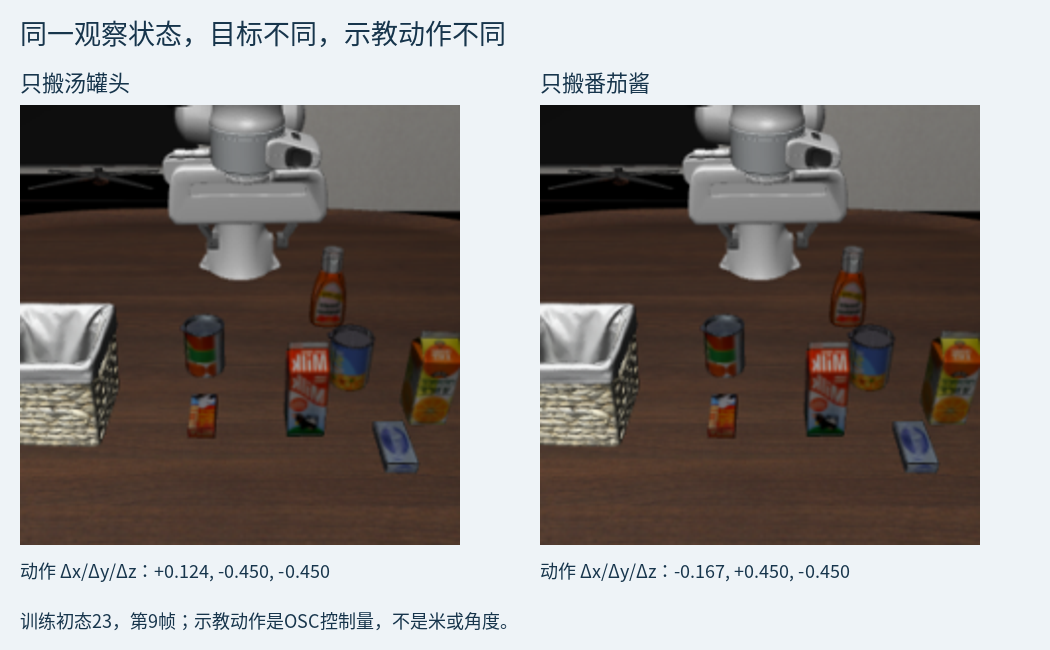 同一观察状态，目标不同，示教动作不同
只搬汤罐头
只搬番茄酱
动作 Δx/Δy/Δz：+0.124, -0.450, -0.450
动作 Δx/Δy/Δz：-0.167, +0.450, -0.450
训练初态23，第9帧；示教动作是OSC控制量，不是米或角度。